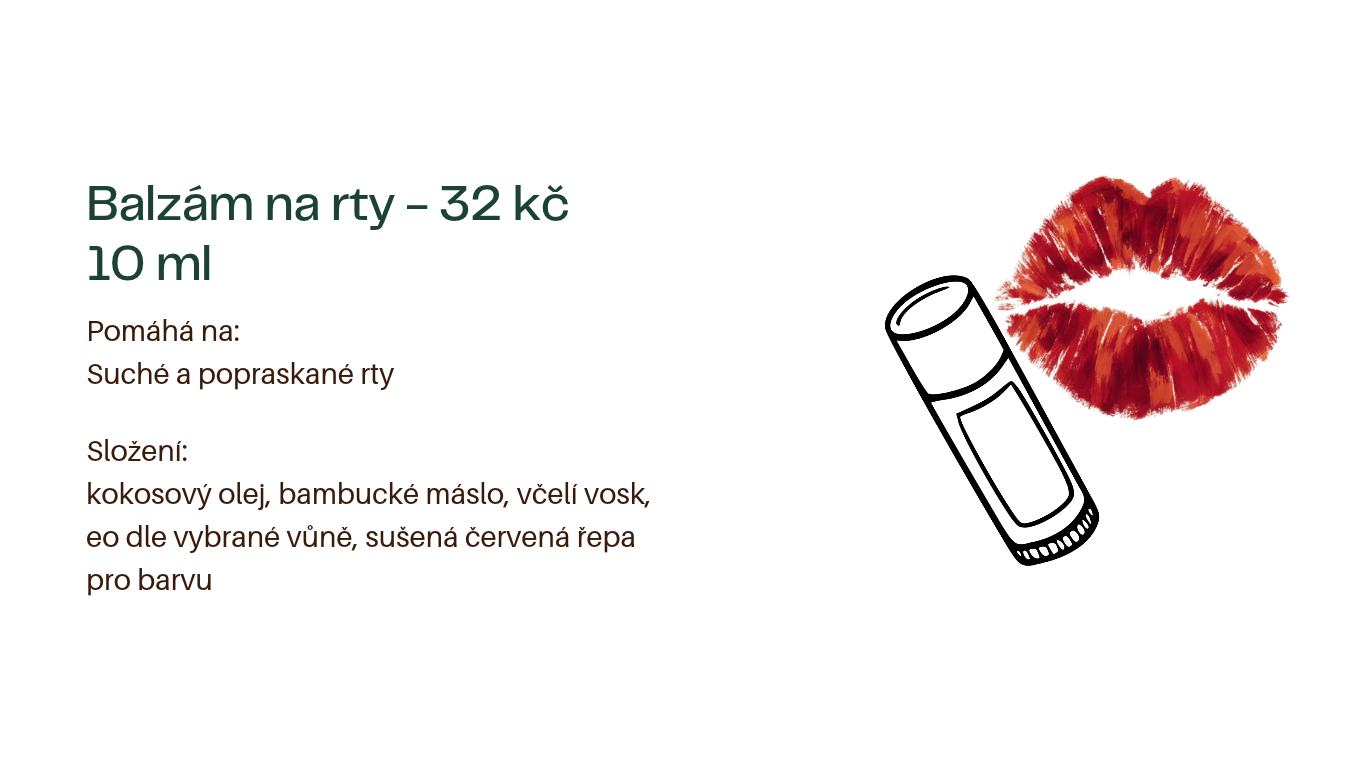 Balzám na rty – 32 kč
10 ml
Pomáhá na:
Suché a popraskané rty
Složení:
kokosový olej, bambucké máslo, včelí vosk,
eo dle vybrané vůně, sušená červená řepa
pro barvu